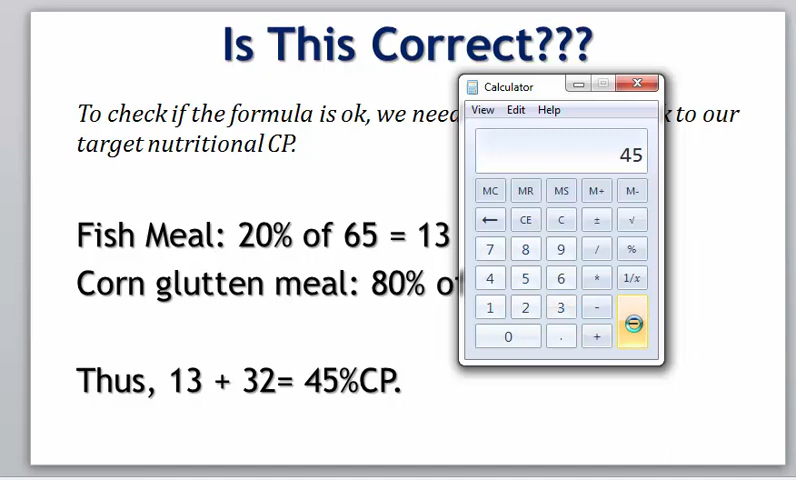 Is This Correct???
To check if the formula is ok, we need to our
target nutritional CP.
Fish Meal: 20% of 65 = 13
Corn glutten meal: 80% of
Thus, 13 + 32= 45%CP.
Calculator
View Edit Help
45
MC MR MS M+ M-
← CE C ± √
7 8 9 / %
4 5 6 * 1/x
1 2 3 - =
0 . +